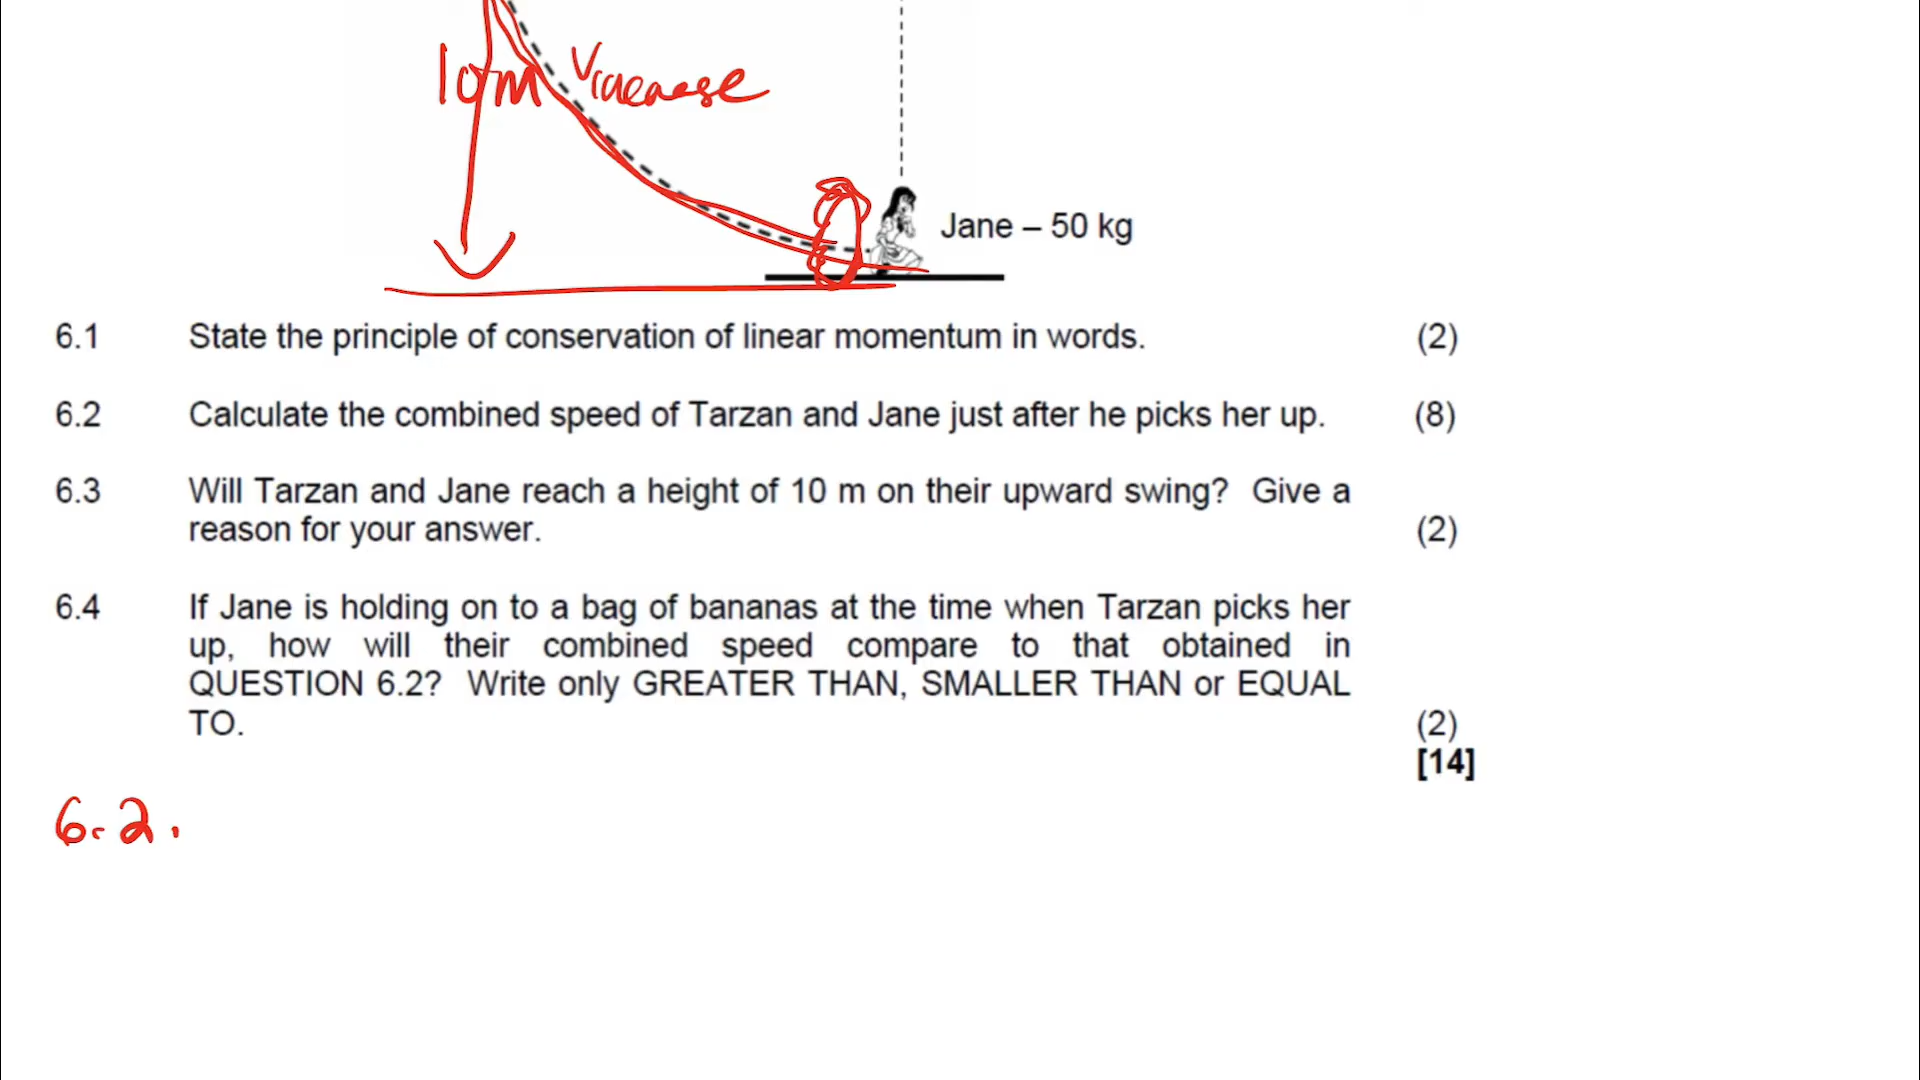 10m Vincrease
Jane – 50 kg
6.1 State the principle of conservation of linear momentum in words. (2)
6.2 Calculate the combined speed of Tarzan and Jane just after he picks her up. (8)
6.3 Will Tarzan and Jane reach a height of 10 m on their upward swing? Give a
reason for your answer. (2)
6.4 If Jane is holding on to a bag of bananas at the time when Tarzan picks her
up, how will their combined speed compare to that obtained in
QUESTION 6.2? Write only GREATER THAN, SMALLER THAN or EQUAL
TO. (2)
[14]
6.2.